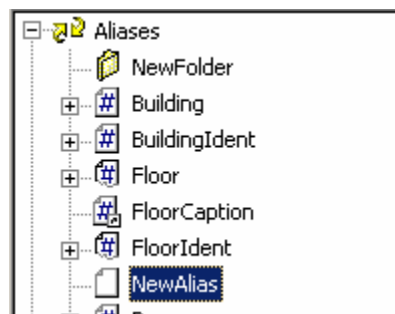 Aliases
NewFolder
Building
BuildingIdent
Floor
FloorCaption
FloorIdent
NewAlias